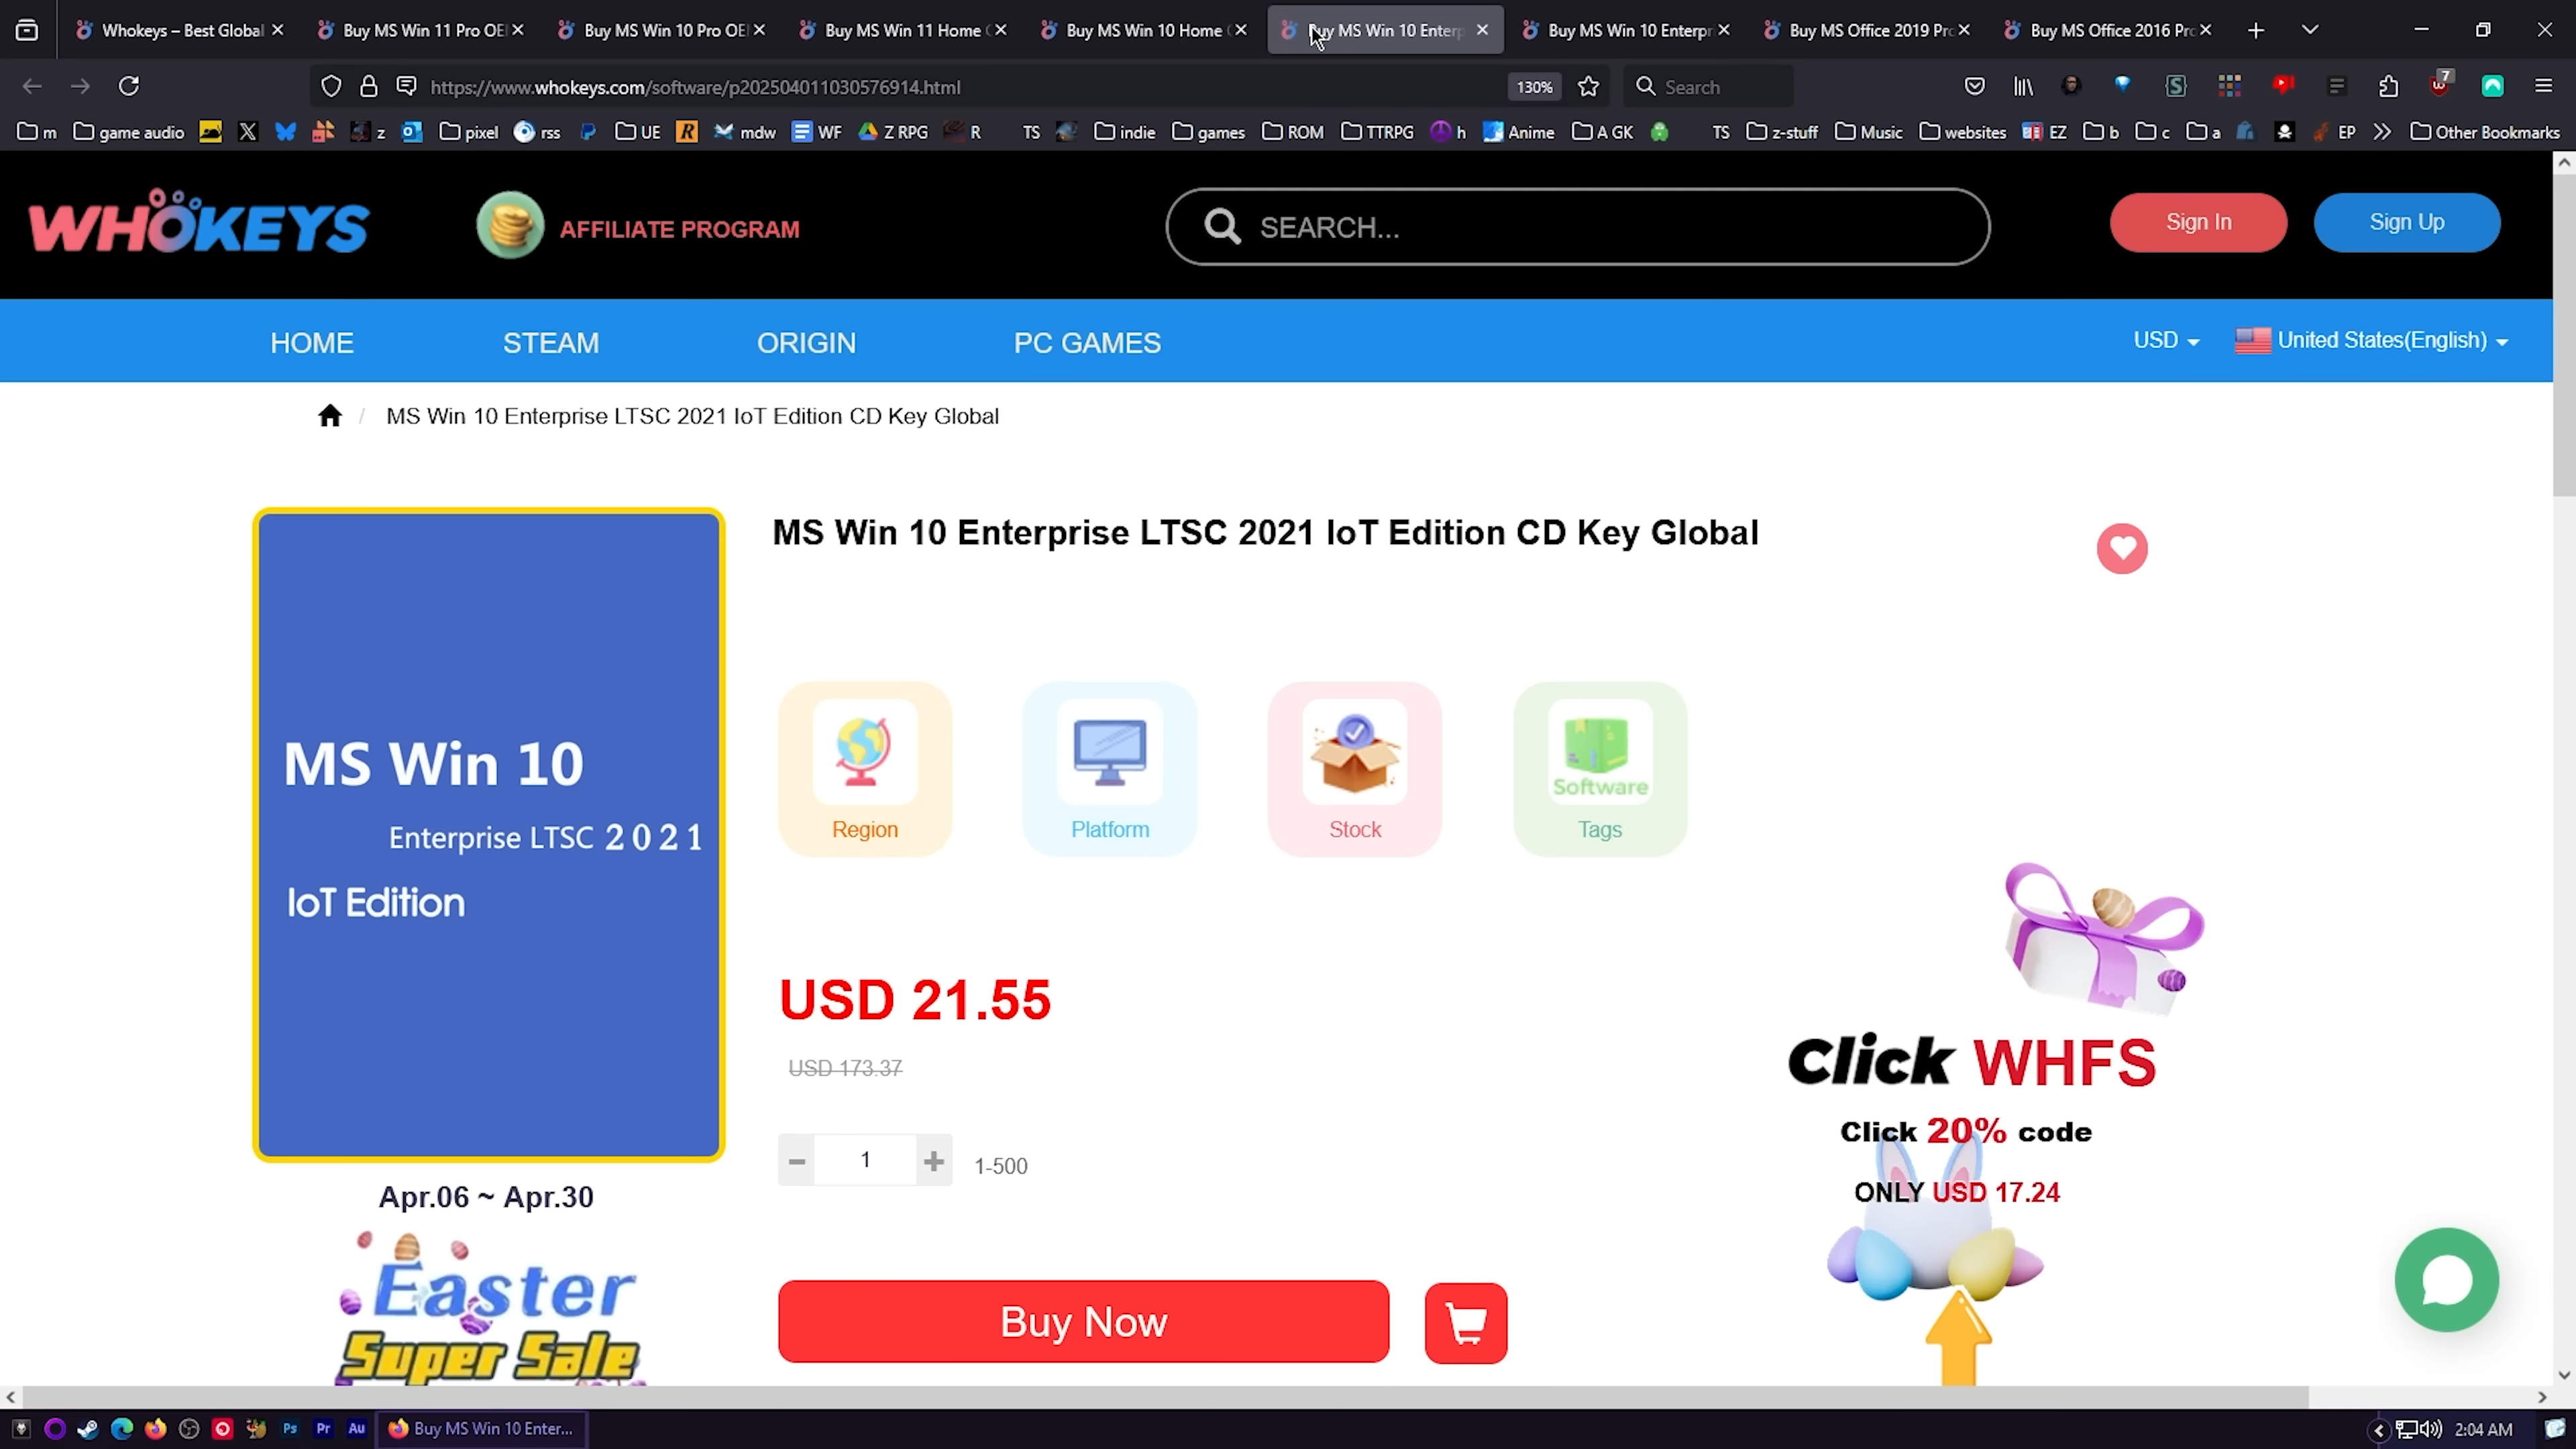 Whokeys – Best Global
Buy MS Win 11 Pro OE
Buy MS Win 10 Pro OE
Buy MS Win 11 Home
Buy MS Win 10 Home
Buy MS Win 10 Enterp
Buy MS Win 10 Enterpr
Buy MS Office 2019 Pro
Buy MS Office 2016 Pro
https://www.whokeys.com/software/p202504011030576914.html
130%
Search
7
m
game audio
z
pixel
rss
UE
R
mdw
WF
Z RPG
R
TS
indie
games
ROM
TTRPG
h
Anime
A GK
TS
z-stuff
Music
websites
EZ
b
c
a
EP
Other Bookmarks
WHOKEYS
AFFILIATE PROGRAM
SEARCH...
Sign In
Sign Up
HOME
STEAM
ORIGIN
PC GAMES
USD
United States(English)
/ MS Win 10 Enterprise LTSC 2021 IoT Edition CD Key Global
MS Win 10
Enterprise LTSC 2021
IoT Edition
MS Win 10 Enterprise LTSC 2021 IoT Edition CD Key Global
Region
Platform
Stock
Software
Tags
USD 21.55
USD 173.37
1
1-500
Buy Now
Click WHFS
Click 20% code
ONLY USD 17.24
Apr.06 ~ Apr.30
Easter
Super Sale
Ps
Pr
Au
Buy MS Win 10 Enter...
2:04 AM